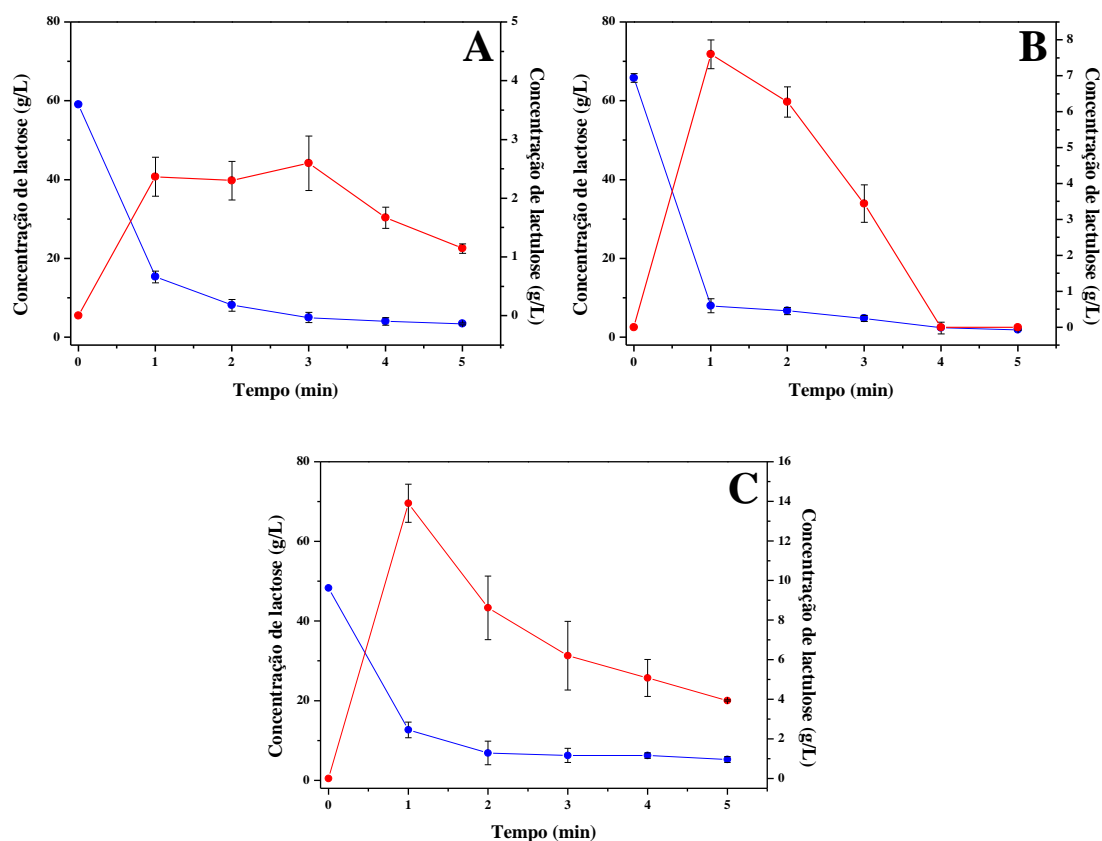 A
Concentração de lactose (g/L)
80
60
40
20
0
5
4
3
2
1
0
Concentração de lactulose (g/L)
0 1 2 3 4 5
Tempo (min)
B
Concentração de lactose (g/L)
80
60
40
20
0
8
7
6
5
4
3
2
1
0
Concentração de lactulose (g/L)
0 1 2 3 4 5
Tempo (min)
C
Concentração de lactose (g/L)
80
60
40
20
0
16
14
12
10
8
6
4
2
0
Concentração de lactulose (g/L)
0 1 2 3 4 5
Tempo (min)